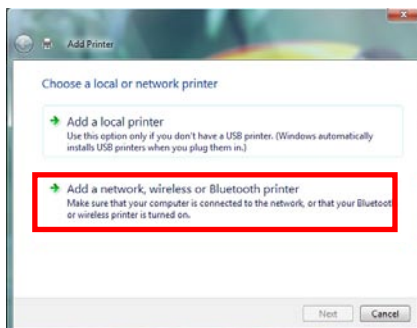 Add Printer
Choose a local or network printer
Add a local printer
Use this option only if you don't have a USB printer. (Windows automatically
installs USB printers when you plug them in.)
Add a network, wireless or Bluetooth printer
Make sure that your computer is connected to the network, or that your Bluetooth
or wireless printer is turned on.
Next
Cancel